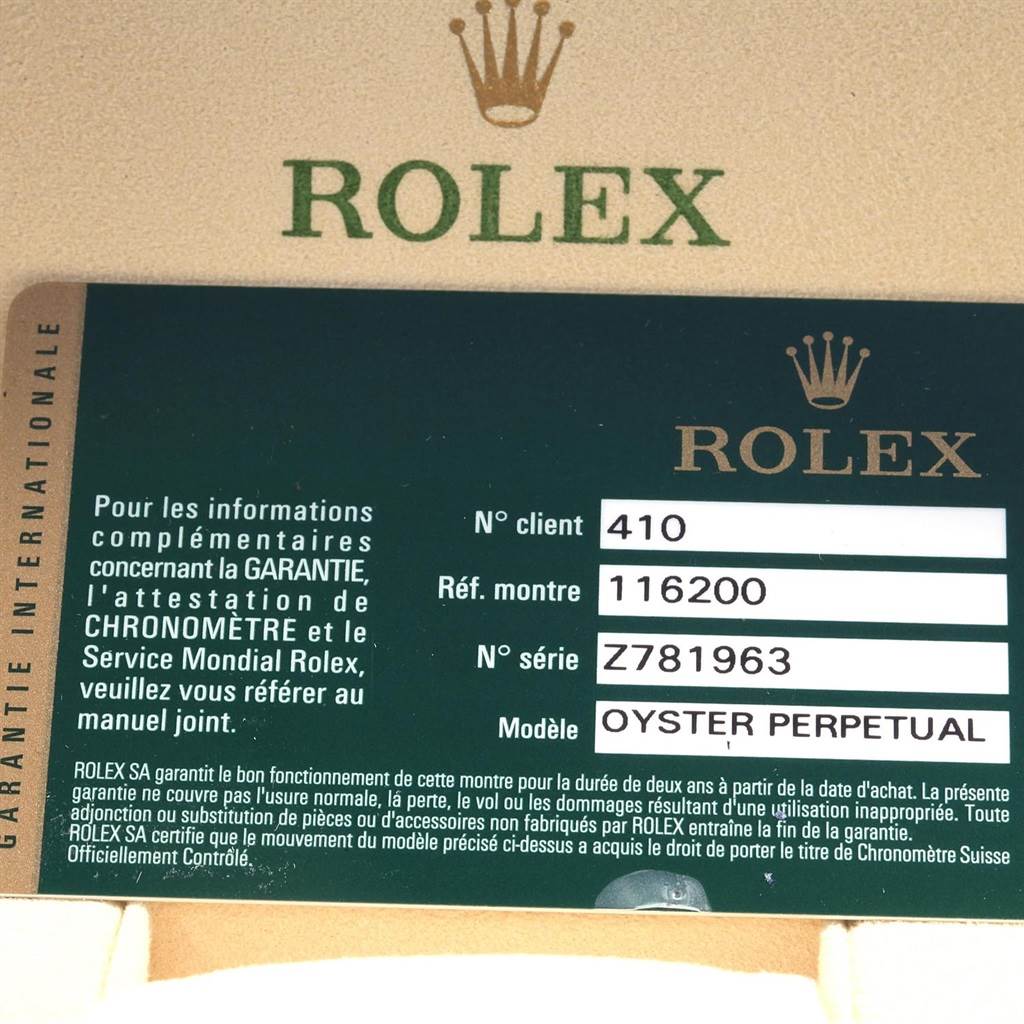 ROLEX
GARANTIE INTERNATIONALE
ROLEX
Pour les informations
complémentaires
concernant la GARANTIE,
l'attestation de
CHRONOMÈTRE et le
Service Mondial Rolex,
veuillez vous référer au
manuel joint.
N° client 410
Réf. montre 116200
N° série Z781963
Modèle OYSTER PERPETUAL
ROLEX SA garantit le bon fonctionnement de cette montre pour la durée de deux ans à partir de la date d'achat. La présente
garantie ne couvre pas l'usure normale, la perte, le vol ou les dommages résultant d'une utilisation inappropriée. Toute
adjonction ou substitution de pièces ou d'accessoires non fabriqués par ROLEX entraîne la fin de la garantie.
ROLEX SA certifie que le mouvement du modèle précisé ci-dessus a acquis le droit de porter le titre de Chronomètre Suisse
Officiellement Contrôlé.